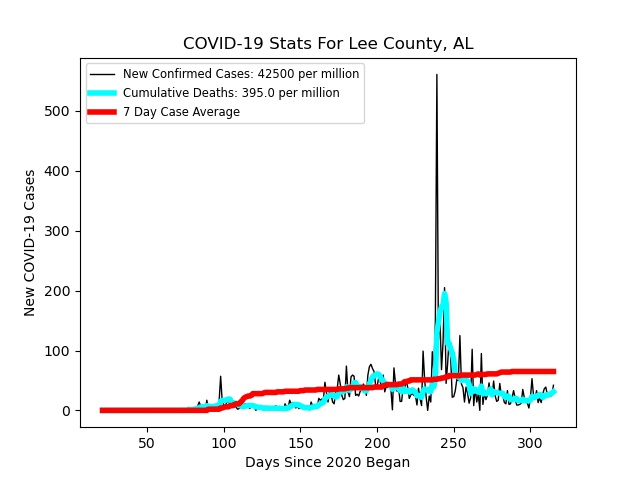 COVID-19 Stats For Lee County, AL
New Confirmed Cases: 42500 per million
Cumulative Deaths: 395.0 per million
7 Day Case Average
New COVID-19 Cases
500
400
300
200
100
0
50 100 150 200 250 300
Days Since 2020 Began